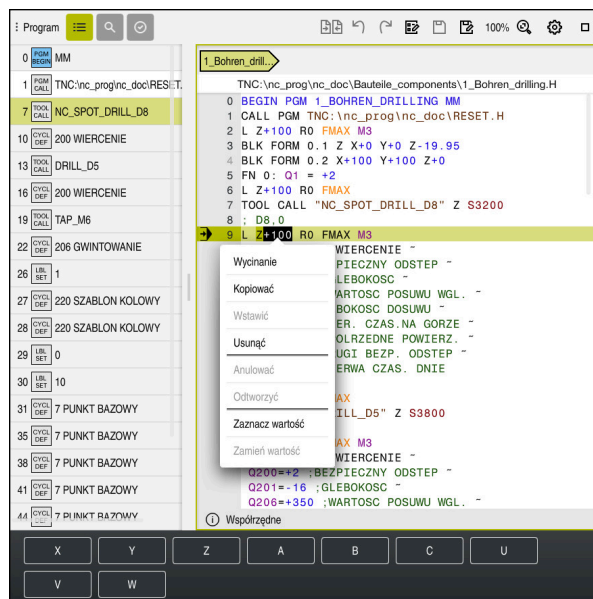 Program
100%
0 PGM BEGIN MM
1 PGM CALL TNC:\nc_prog\nc_doc\RESET.
7 TOOL CALL NC_SPOT_DRILL_D8
10 CYCL DEF 200 WIERCENIE
13 TOOL CALL DRILL_D5
16 CYCL DEF 200 WIERCENIE
19 TOOL CALL TAP_M6
22 CYCL DEF 206 GWINTOWANIE
26 LBL SET 1
27 CYCL DEF 220 SZABLON KOLOWY
28 CYCL DEF 220 SZABLON KOLOWY
29 LBL SET 0
30 LBL SET 10
31 CYCL DEF 7 PUNKT BAZOWY
35 CYCL DEF 7 PUNKT BAZOWY
38 CYCL DEF 7 PUNKT BAZOWY
41 CYCL DEF 7 PUNKT BAZOWY
44 CYCL DEF 7 PUNKT BAZOWY
1_Bohren_drill...
TNC:\nc_prog\nc_doc\Bauteile_components\1_Bohren_drilling.H
0 BEGIN PGM 1_BOHREN_DRILLING MM
1 CALL PGM TNC:\nc_prog\nc_doc\RESET.H
2 L Z+100 R0 FMAX M3
3 BLK FORM 0.1 Z X+0 Y+0 Z-19.95
4 BLK FORM 0.2 X+100 Y+100 Z+0
5 FN 0: Q1 = +2
6 L Z+100 R0 FMAX
7 TOOL CALL "NC_SPOT_DRILL_D8" Z S3200
8 ; D8,0
9 L Z+100 R0 FMAX M3
WIERCENIE ~
PIECZNY ODSTEP ~
LEBOKOSC ~
ARTOSC POSUWU WGL. ~
BOKOSC DOSUWU ~
ER. CZAS.NA GORZE ~
OLRZEDNE POWIERZ. ~
UGI BEZP. ODSTEP ~
ERWA CZAS. DNIE
AX
ILL_D5" Z S3800
AX M3
WIERCENIE ~
Q200=+2 ;BEZPIECZNY ODSTEP ~
Q201=-16 ;GLEBOKOSC ~
Q206=+350 ;WARTOSC POSUWU WGL. ~
Wycinanie
Kopiować
Wstawić
Usunąć
Anulować
Odtworzyć
Zaznacz wartość
Zamień wartość
Współrzędne
X Y Z A B C U
V W